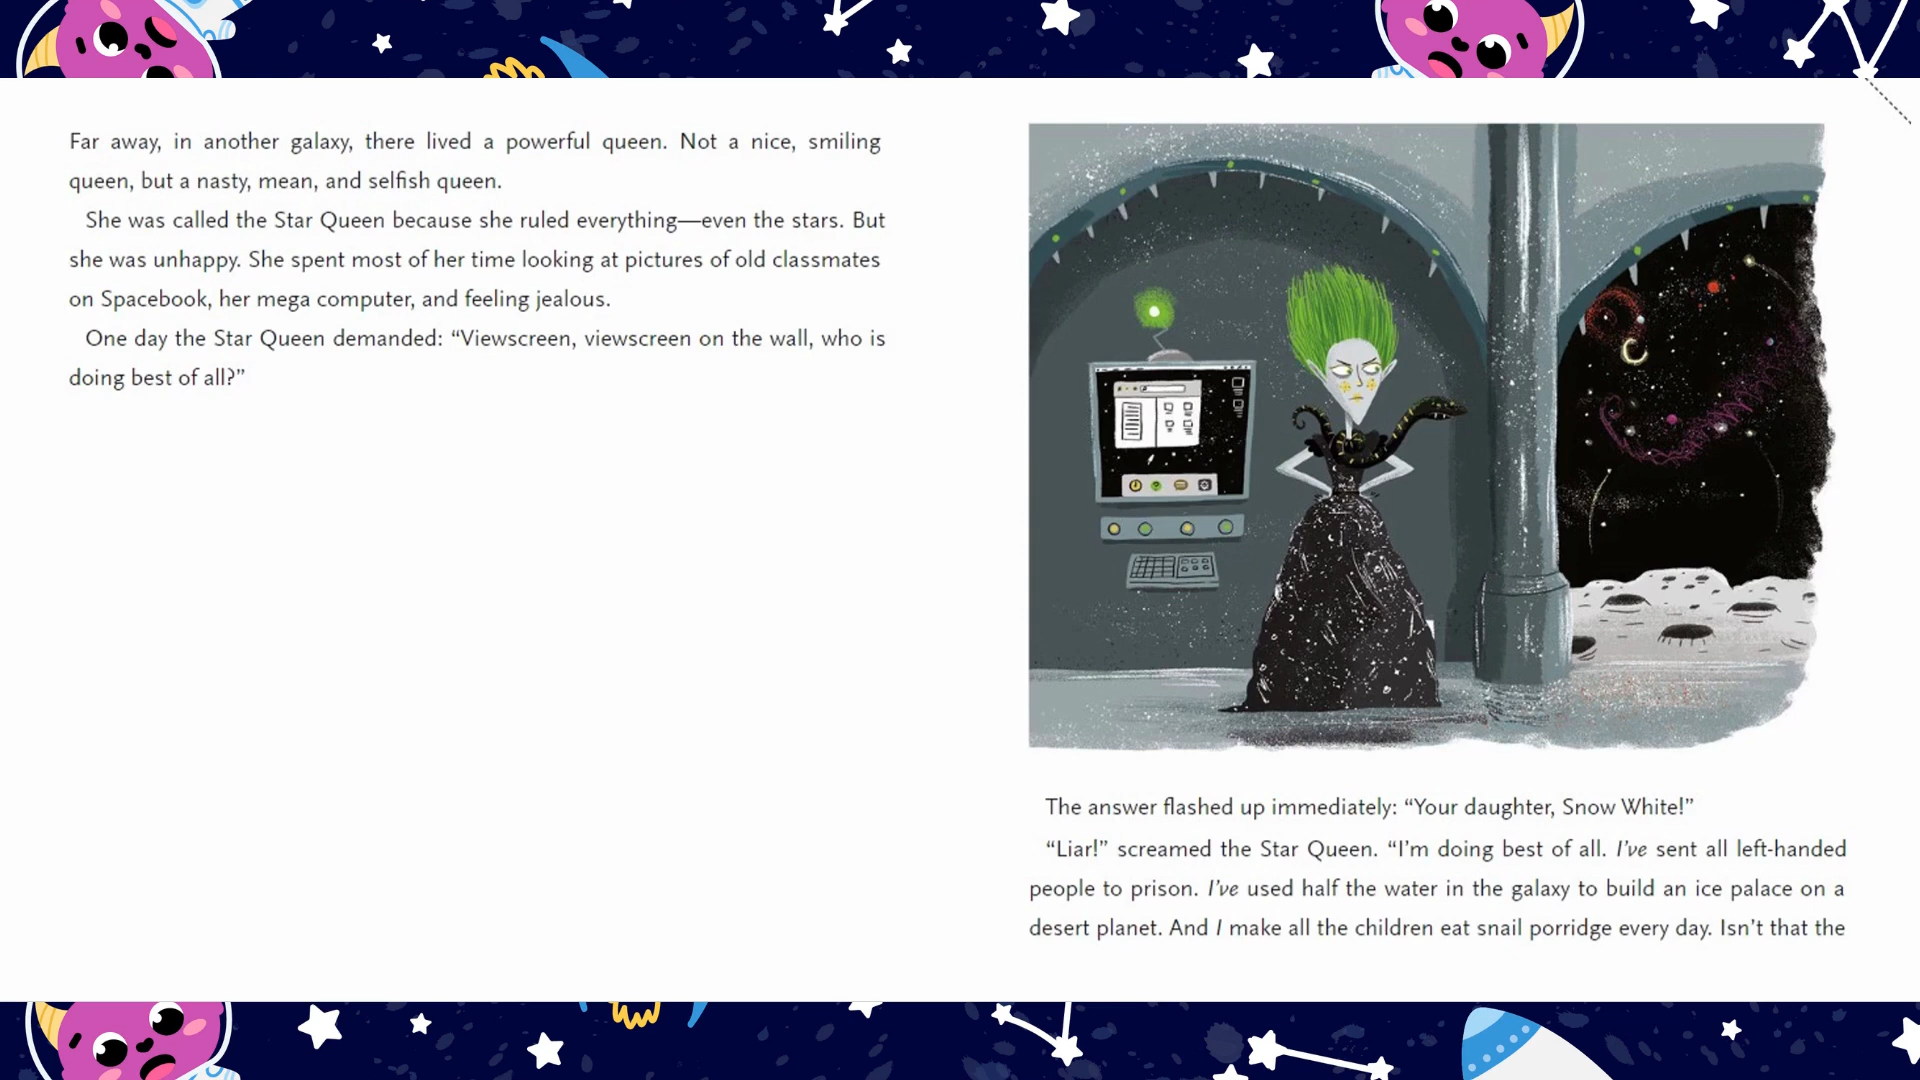 Far away, in another galaxy, there lived a powerful queen. Not a nice, smiling
queen, but a nasty, mean, and selfish queen.
She was called the Star Queen because she ruled everything—even the stars. But
she was unhappy. She spent most of her time looking at pictures of old classmates
on Spacebook, her mega computer, and feeling jealous.
One day the Star Queen demanded: “Viewscreen, viewscreen on the wall, who is
doing best of all?”
The answer flashed up immediately: “Your daughter, Snow White!”
“Liar!” screamed the Star Queen. “I’m doing best of all. I’ve sent all left-handed
people to prison. I’ve used half the water in the galaxy to build an ice palace on a
desert planet. And I make all the children eat snail porridge every day. Isn’t that the